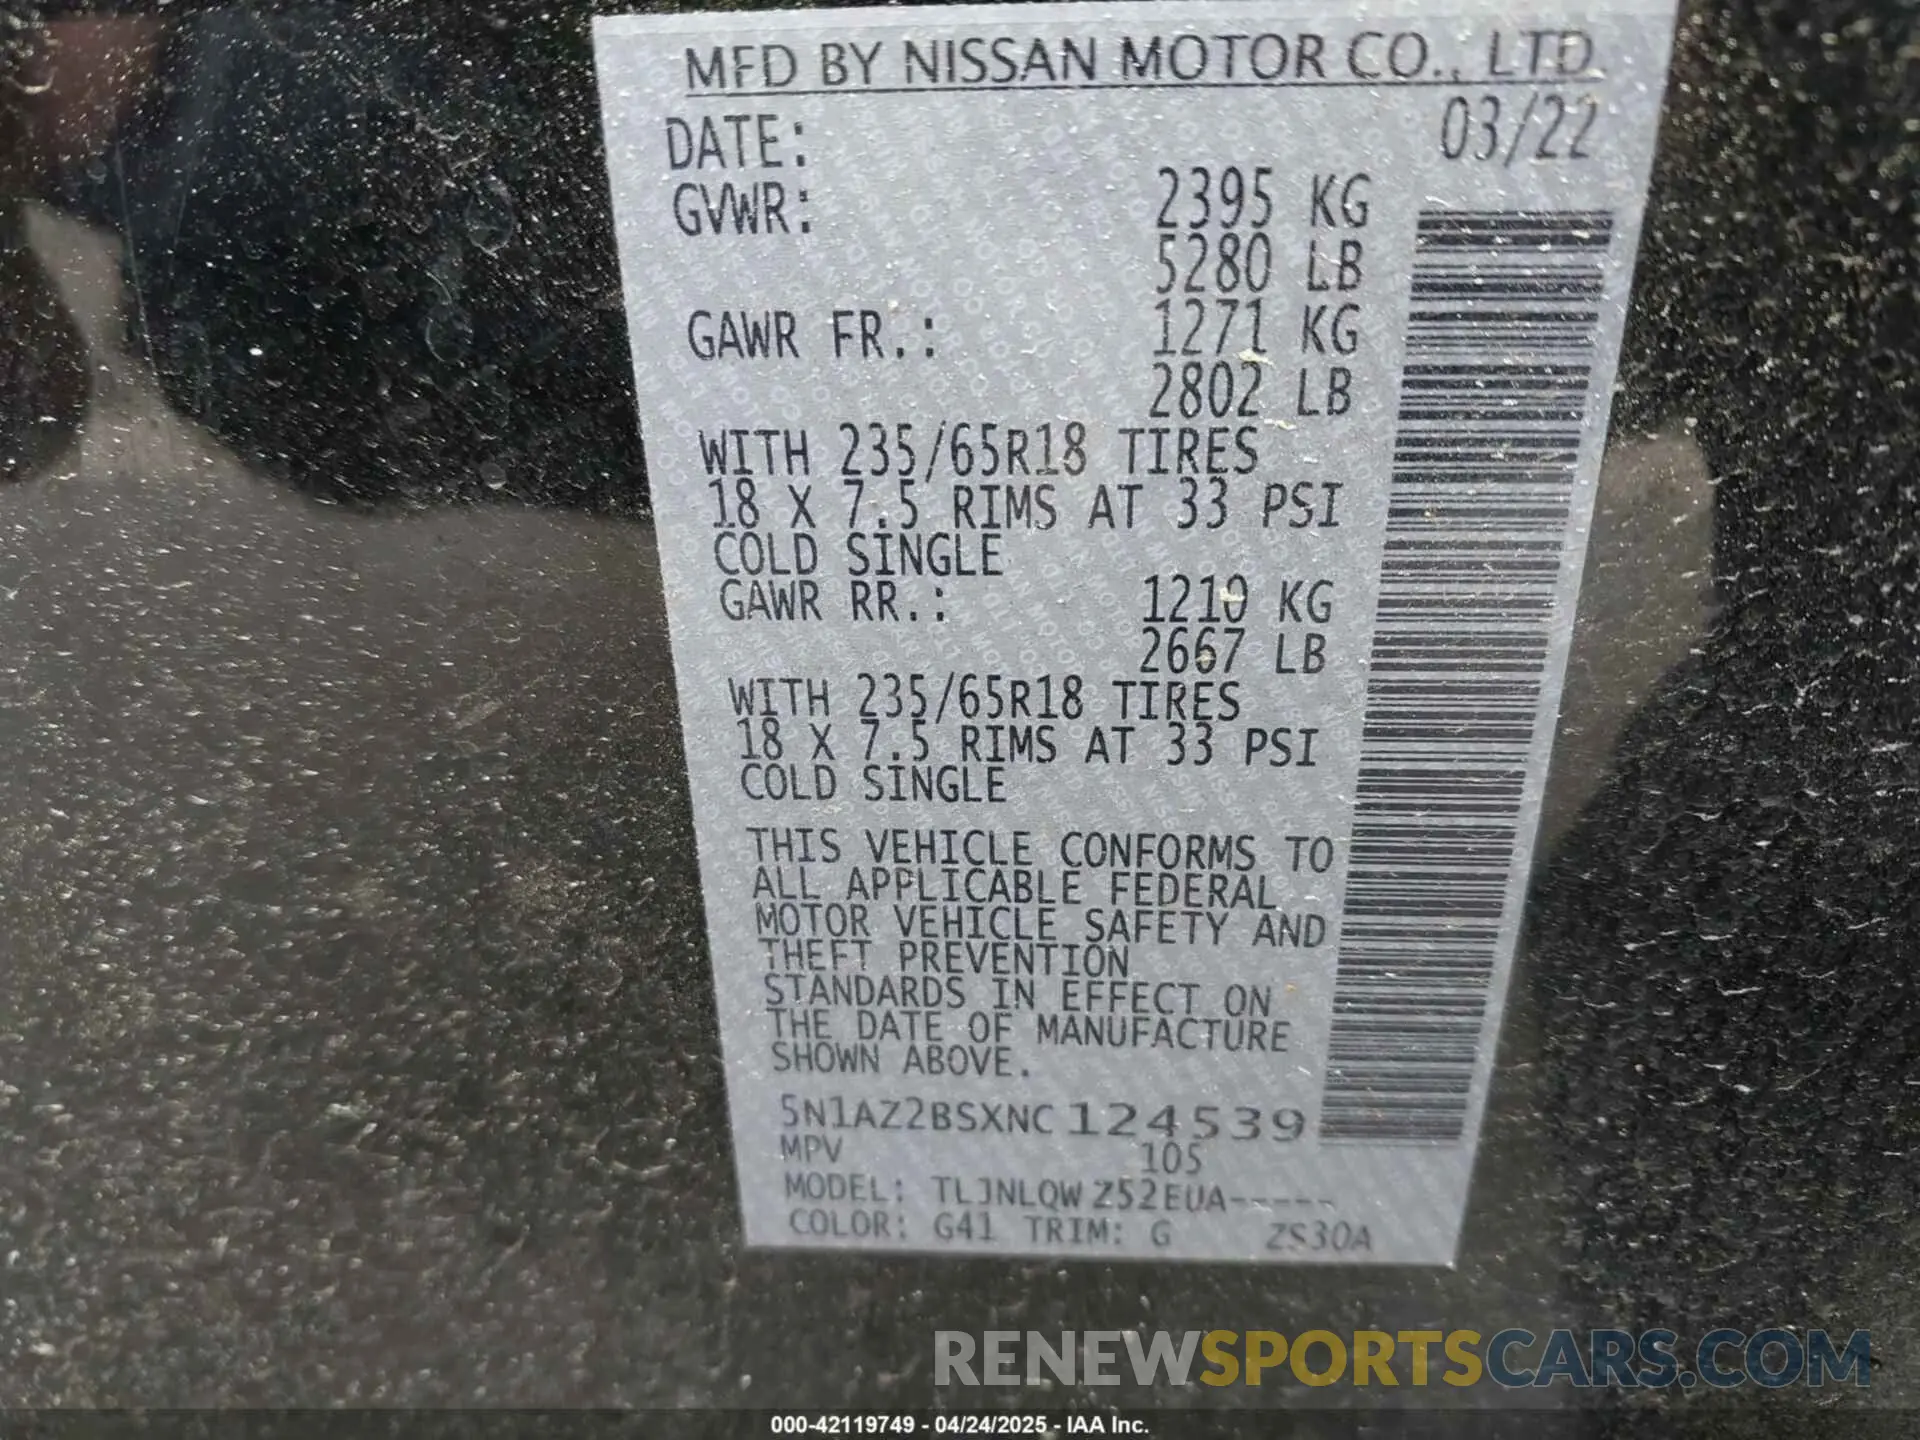 MFD BY NISSAN MOTOR CO., LTD.
DATE: 03/22
GVWR: 2395 KG
5280 LB
GAWR FR.: 1271 KG
2802 LB
WITH 235/65R18 TIRES
18 X 7.5 RIMS AT 33 PSI
COLD SINGLE
GAWR RR.: 1210 KG
2667 LB
WITH 235/65R18 TIRES
18 X 7.5 RIMS AT 33 PSI
COLD SINGLE
THIS VEHICLE CONFORMS TO
ALL APPLICABLE FEDERAL
MOTOR VEHICLE SAFETY AND
THEFT PREVENTION
STANDARDS IN EFFECT ON
THE DATE OF MANUFACTURE
SHOWN ABOVE.
5N1AZ2BSXNC124539
MPV 105
MODEL: TLJNLQWZ52EUA-----
COLOR: G41 TRIM: G ZS30A
RENEWSPORTSCARS.COM
000-42119749 - 04/24/2025 - IAA Inc.